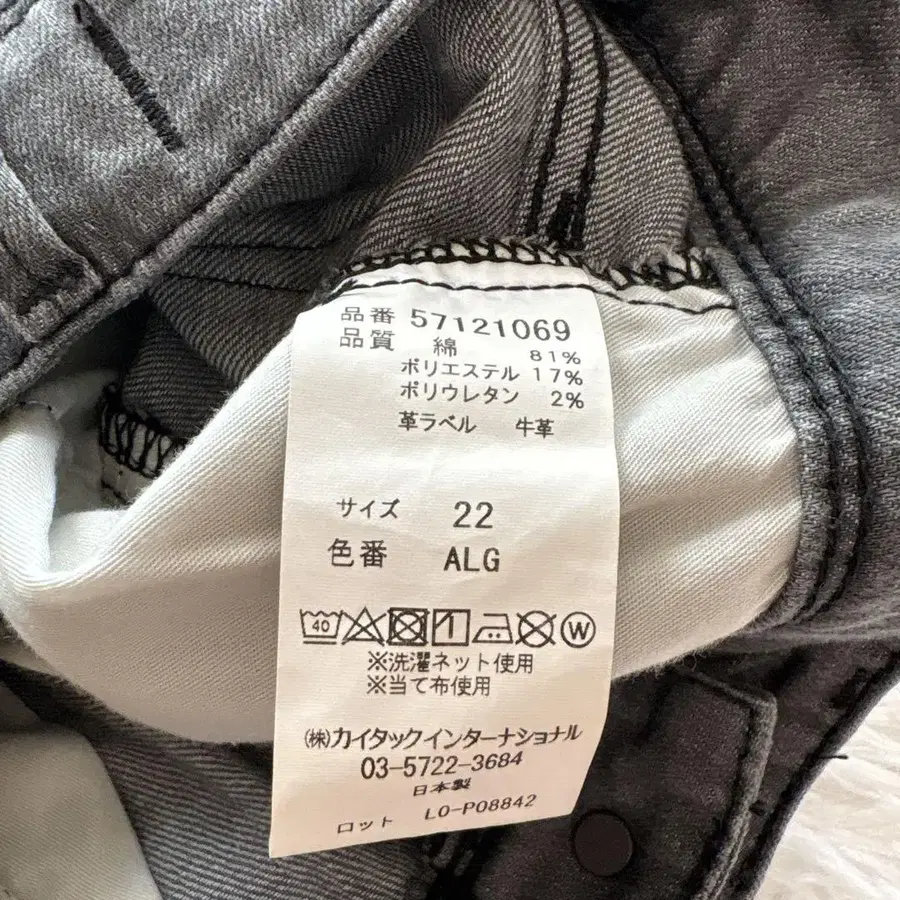 品番 57121069
品質 綿 81%
ポリエステル 17%
ポリウレタン 2%
革ラベル 牛革
サイズ 22
色番 ALG
40 W
※洗濯ネット使用
※当て布使用
(株)カイタックインターナショナル
03-5722-3684
日本製
ロット LO-P08842